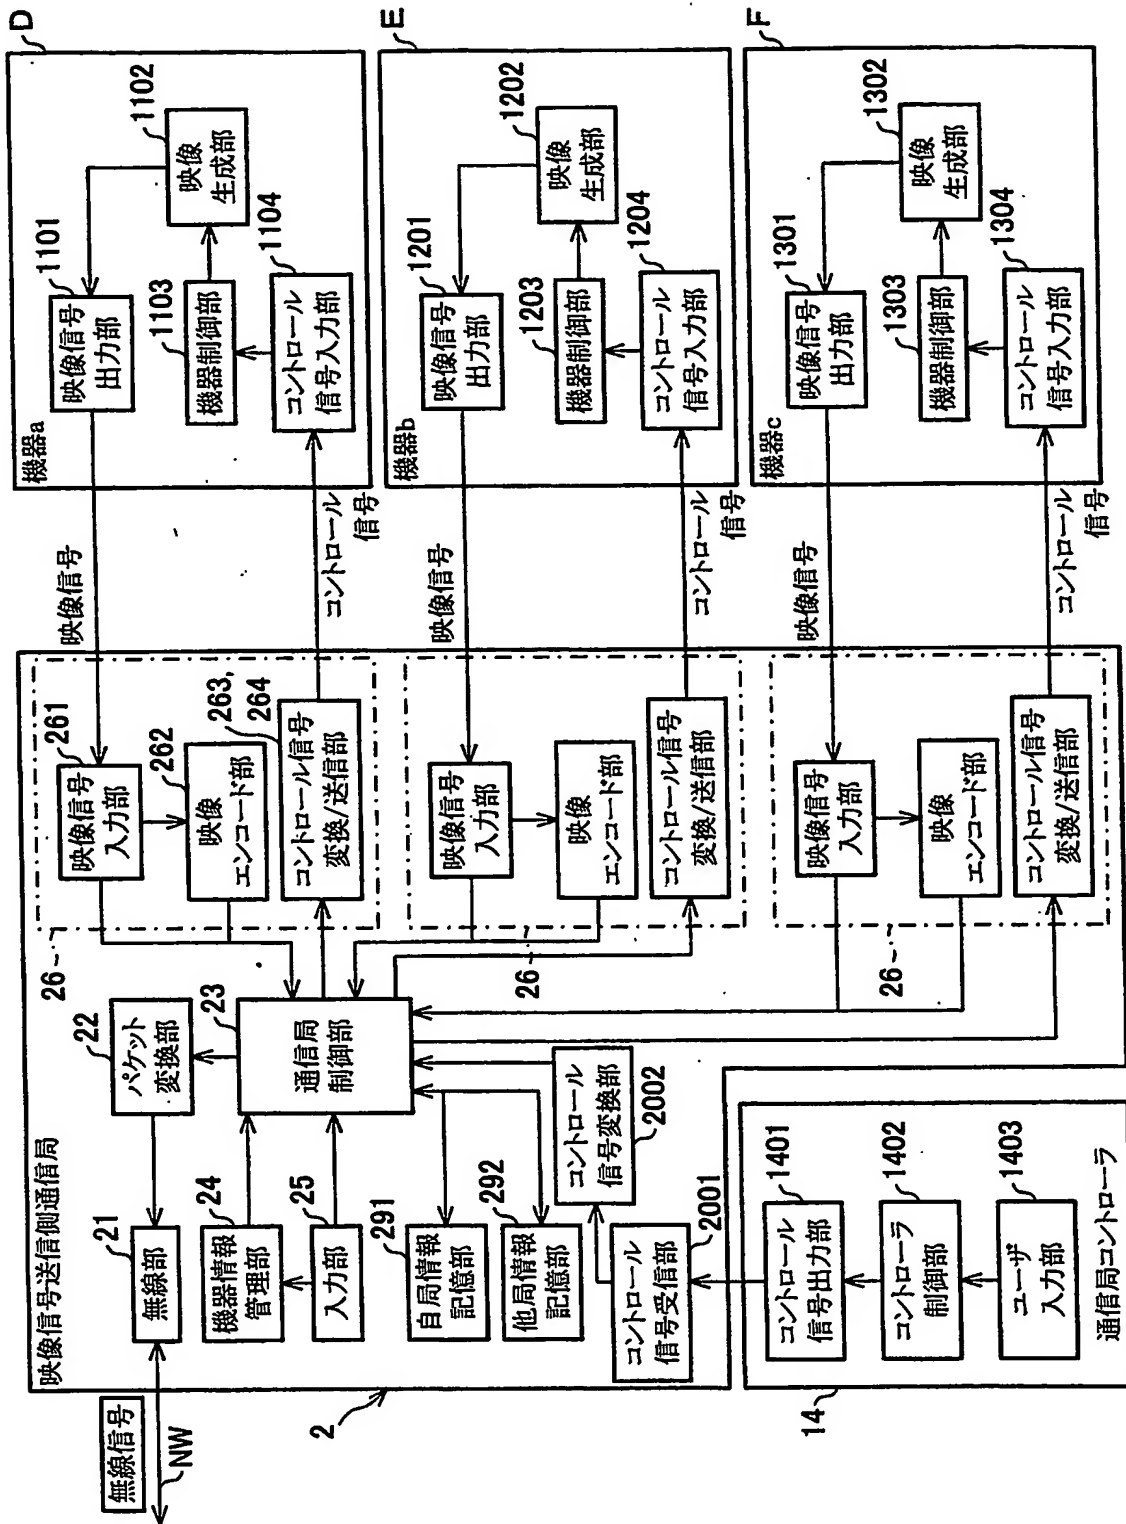 無線信号
NW
2
映像信号送信側通信局
21
無線部
22
パケット
変換部
23
通信局
制御部
24
機器情報
管理部
25
入力部
291
自局情報
記憶部
292
他局情報
記憶部
コントロール
信号受信部
2001
コントロール
信号変換部
2002
26
映像信号
入力部
261
映像
エンコード部
262
コントロール信号
変換/送信部
263,
264
26
映像信号
入力部
映像
エンコード部
コントロール信号
変換/送信部
26
映像信号
入力部
映像
エンコード部
コントロール信号
変換/送信部
映像信号
コントロール
信号
映像信号
コントロール
信号
映像信号
コントロール
信号
D
機器a
映像信号
出力部
1101
映像
生成部
1102
機器制御部
1103
コントロール
信号入力部
1104
E
機器b
映像信号
出力部
1201
映像
生成部
1202
機器制御部
1203
コントロール
信号入力部
1204
F
機器c
映像信号
出力部
1301
映像
生成部
1302
機器制御部
1303
コントロール
信号入力部
1304
14
コントロール
信号出力部
1401
コントローラ
制御部
1402
ユーザ
入力部
1403
通信局コントローラ